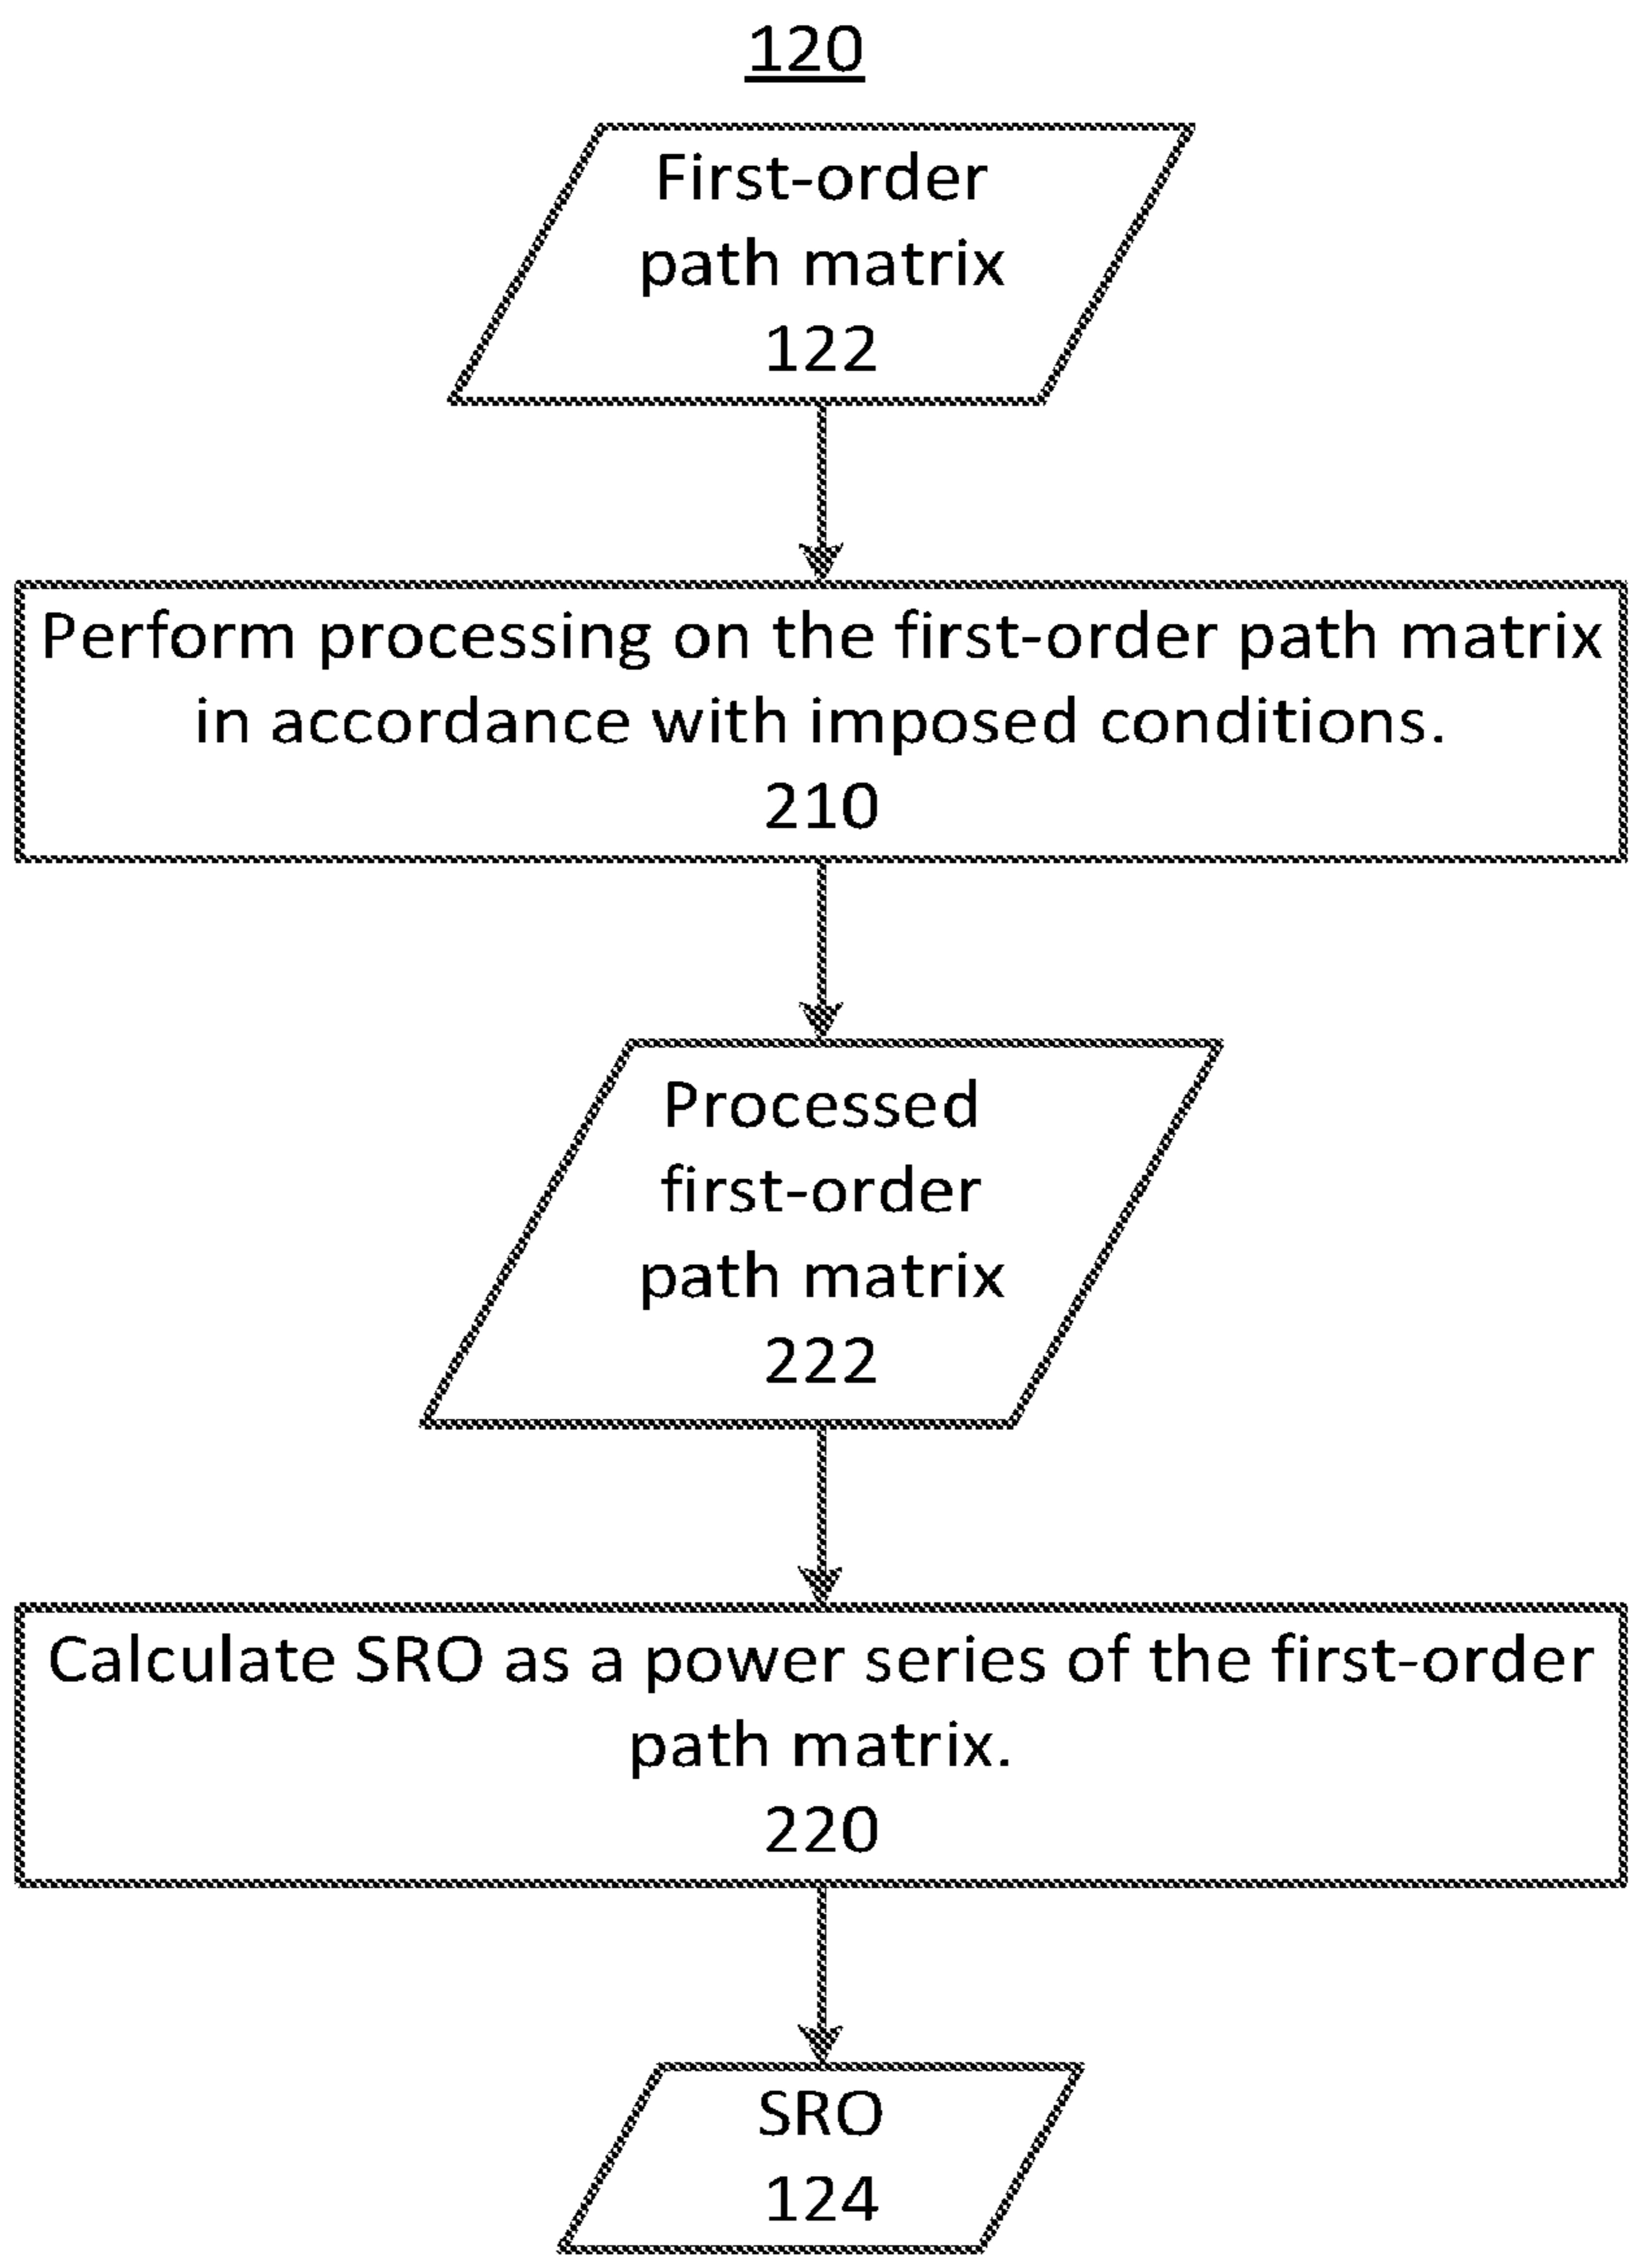 120
First-order
path matrix
122
Perform processing on the first-order path matrix
in accordance with imposed conditions.
210
Processed
first-order
path matrix
222
Calculate SRO as a power series of the first-order
path matrix.
220
SRO
124